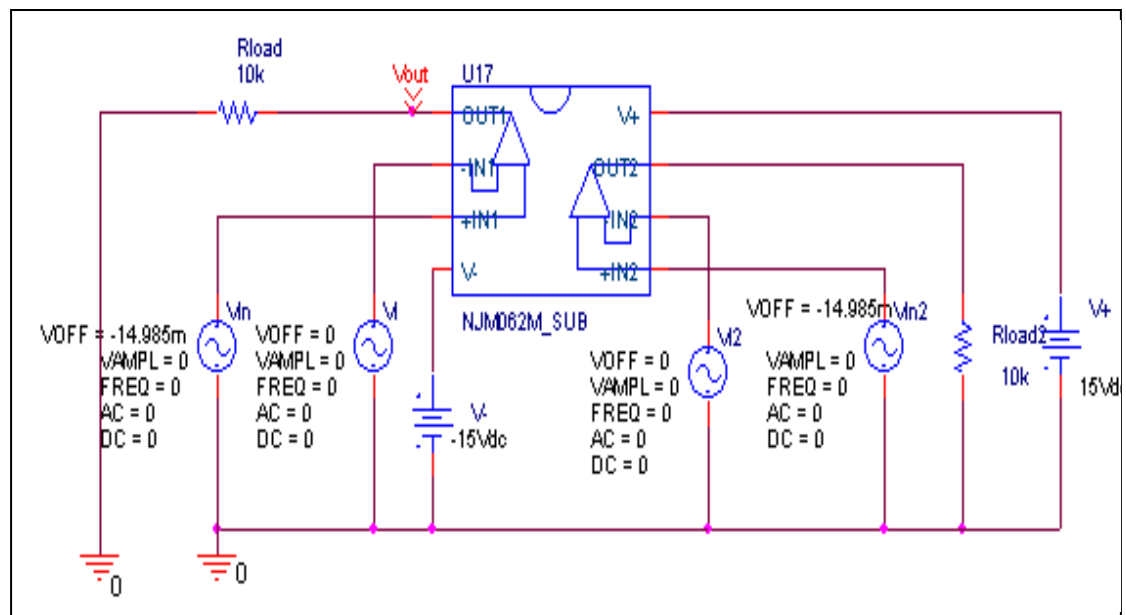 Rload
10k
Vout
U17
OUT1
V+
-IN1
OUT2
+IN1
-IN2
V-
+IN2
NJM062M_SUB
Vin
VOFF = -14.985m
VAMPL = 0
FREQ = 0
AC = 0
DC = 0
VOFF = 0
VAMPL = 0
FREQ = 0
AC = 0
DC = 0
V-
-15Vdc
VOFF = 0
VAMPL = 0
FREQ = 0
AC = 0
DC = 0
VOFF = -14.985m
Vin2
VAMPL = 0
FREQ = 0
AC = 0
DC = 0
Rload2
10k
V+
0
0